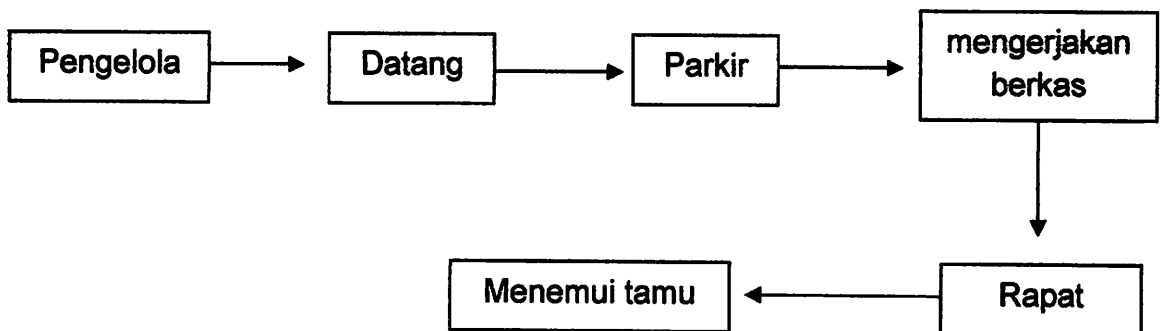 Pengelola
Datang
Parkir
mengerjakan
berkas
Rapat
Menemui tamu